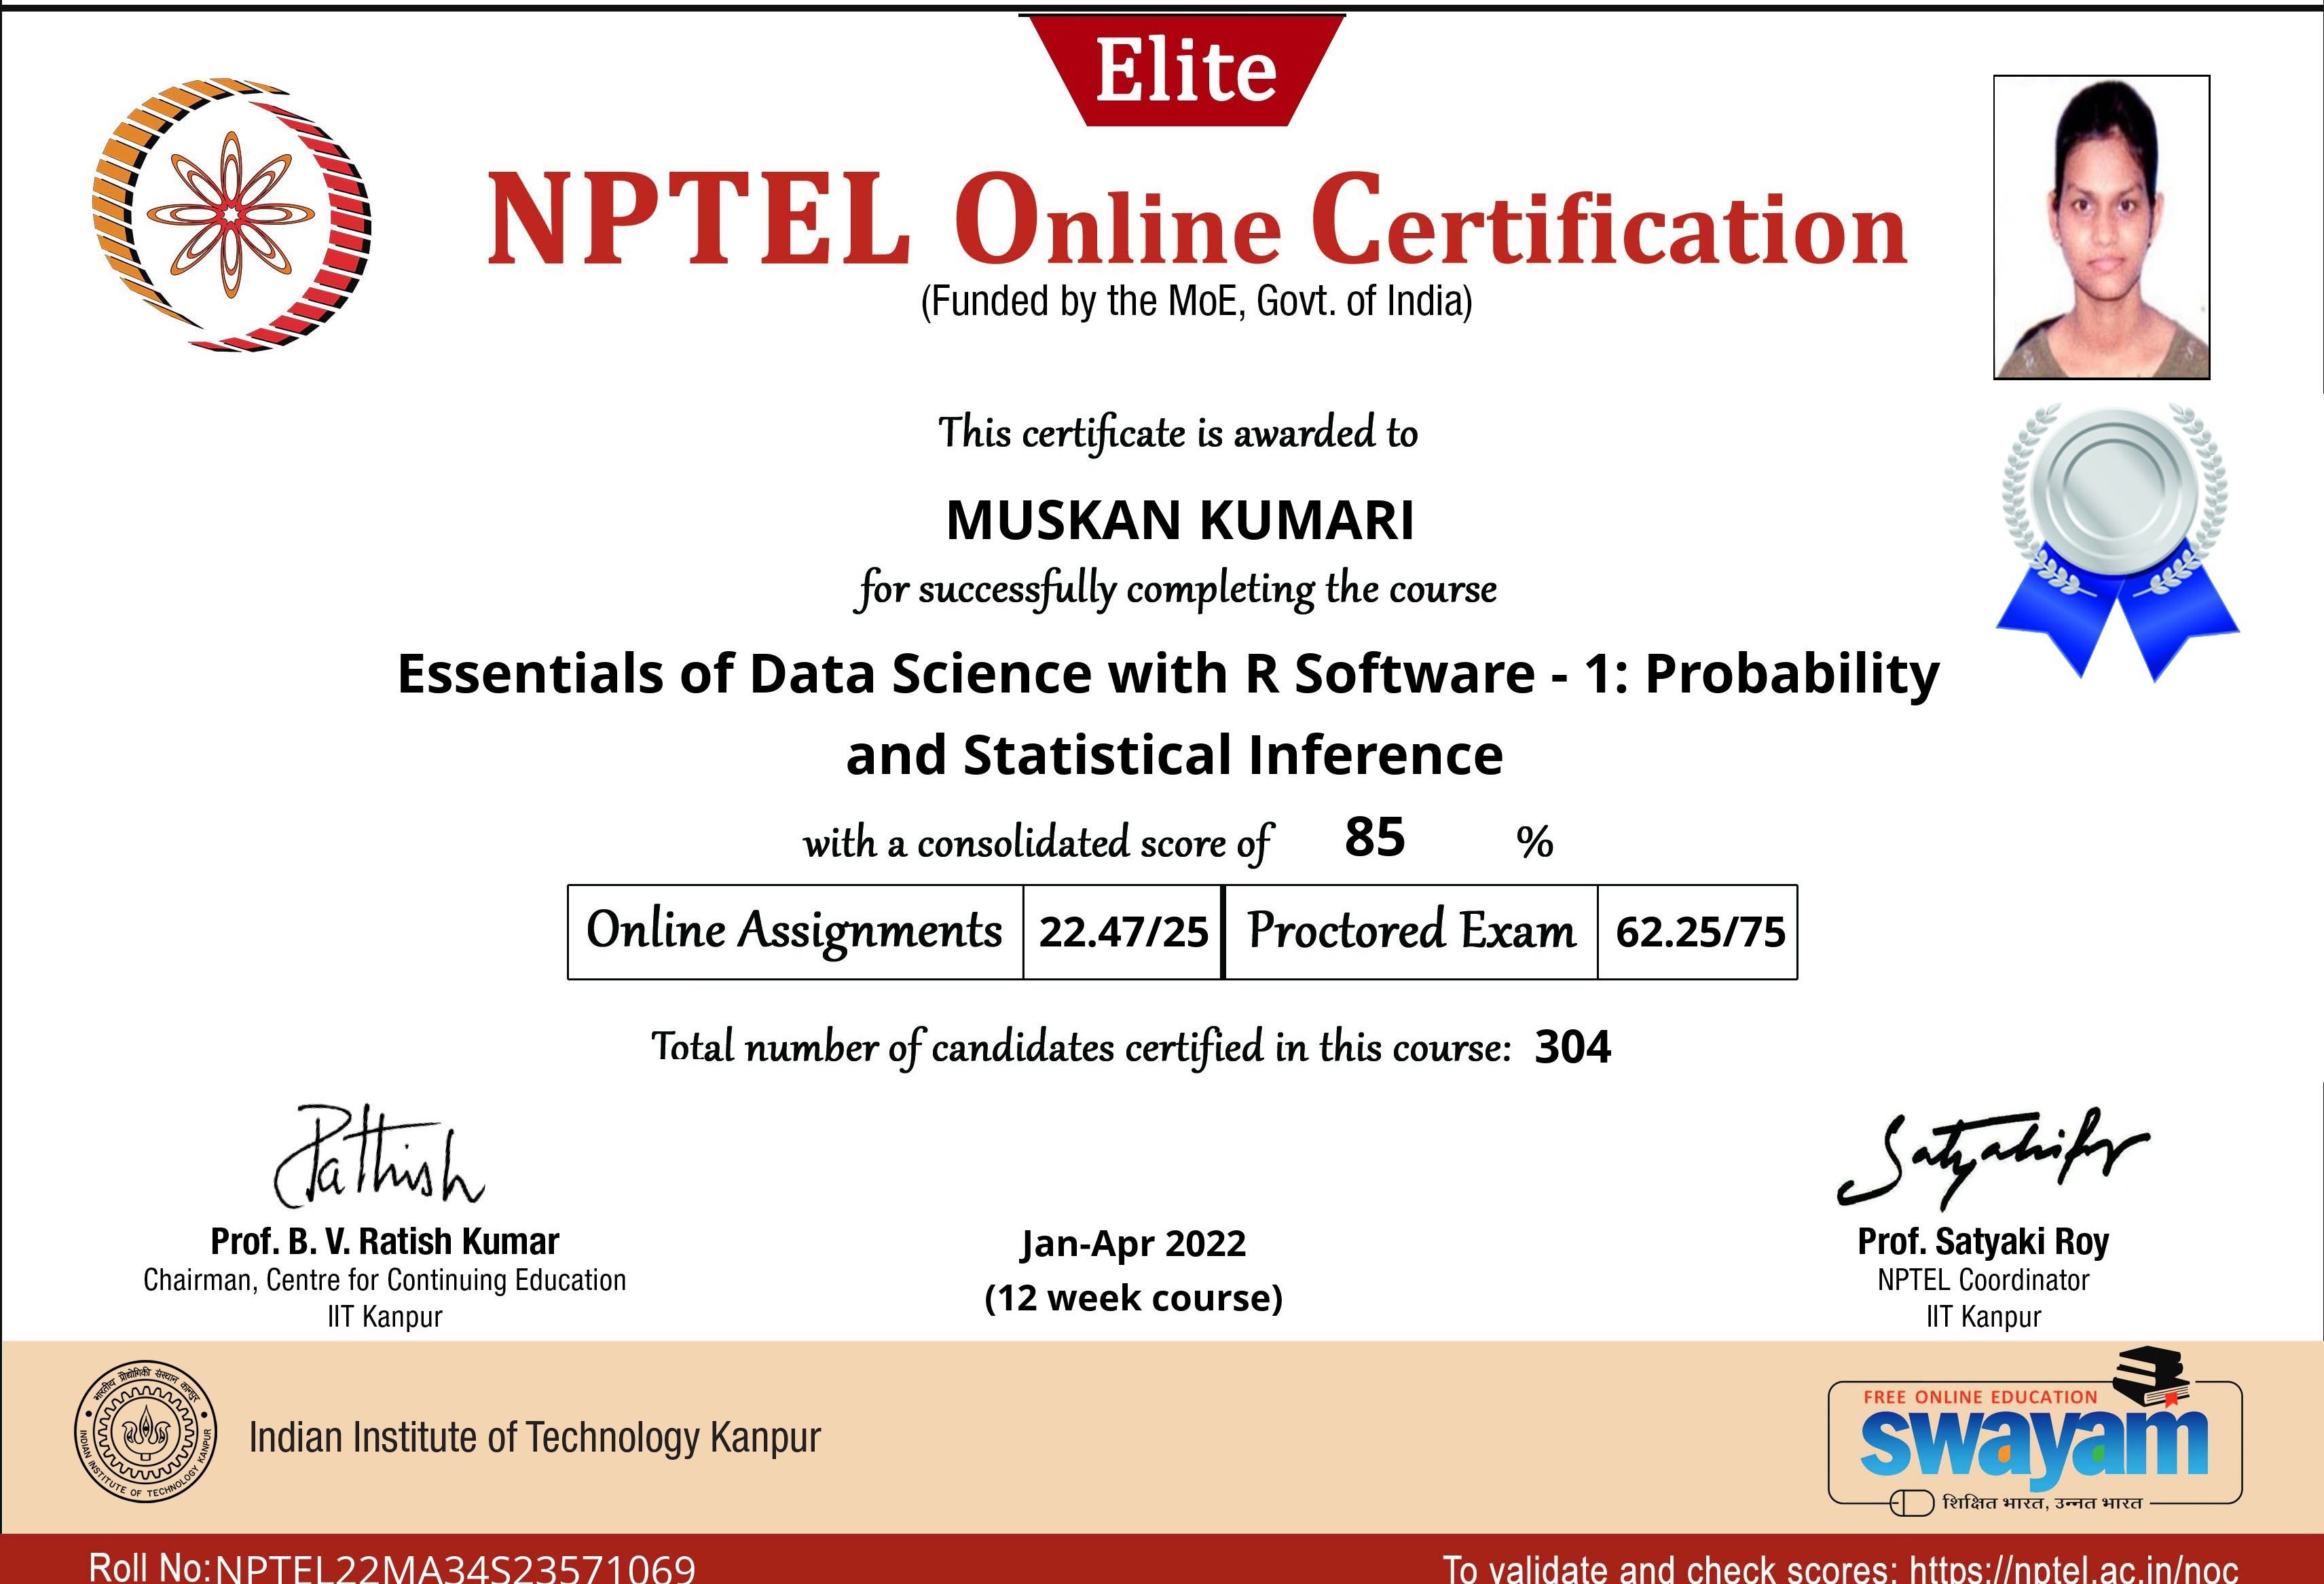 Elite
NPTEL Online Certification
(Funded by the MoE, Govt. of India)
This certificate is awarded to
MUSKAN KUMARI
for successfully completing the course
Essentials of Data Science with R Software - 1: Probability
and Statistical Inference
with a consolidated score of 85 %
Online Assignments 22.47/25 Proctored Exam 62.25/75
Total number of candidates certified in this course: 304
Prof. B. V. Ratish Kumar
Chairman, Centre for Continuing Education
IIT Kanpur
Jan-Apr 2022
(12 week course)
Prof. Satyaki Roy
NPTEL Coordinator
IIT Kanpur
भारतीय प्रौद्योगिकी संस्थान कानपुर
INDIAN INSTITUTE OF TECHNOLOGY KANPUR
Indian Institute of Technology Kanpur
FREE ONLINE EDUCATION
swayam
शिक्षित भारत, उन्नत भारत
Roll No:NPTEL22MA34S23571069
To validate and check scores: https://nptel.ac.in/noc